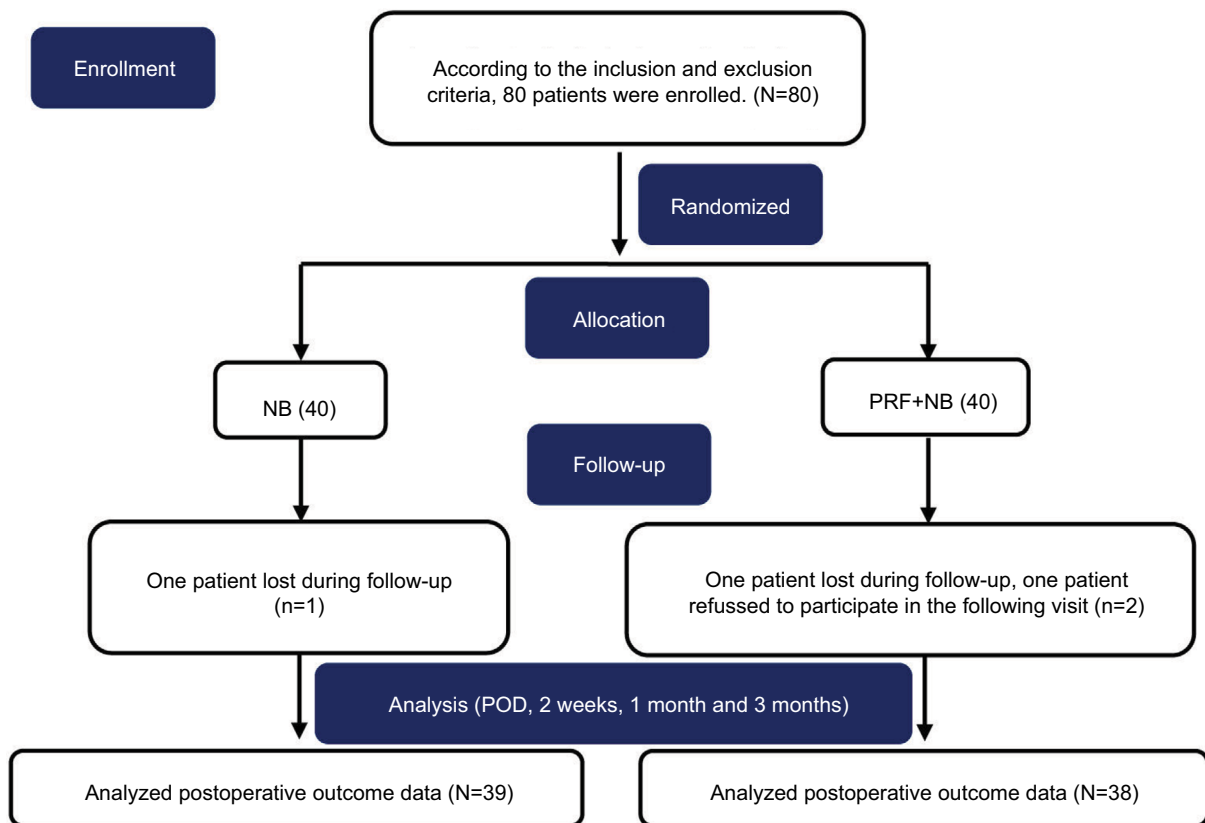 Enrollment
According to the inclusion and exclusion
criteria, 80 patients were enrolled. (N=80)
Randomized
Allocation
NB (40)
PRF+NB (40)
Follow-up
One patient lost during follow-up
(n=1)
One patient lost during follow-up, one patient
refussed to participate in the following visit (n=2)
Analysis (POD, 2 weeks, 1 month and 3 months)
Analyzed postoperative outcome data (N=39)
Analyzed postoperative outcome data (N=38)